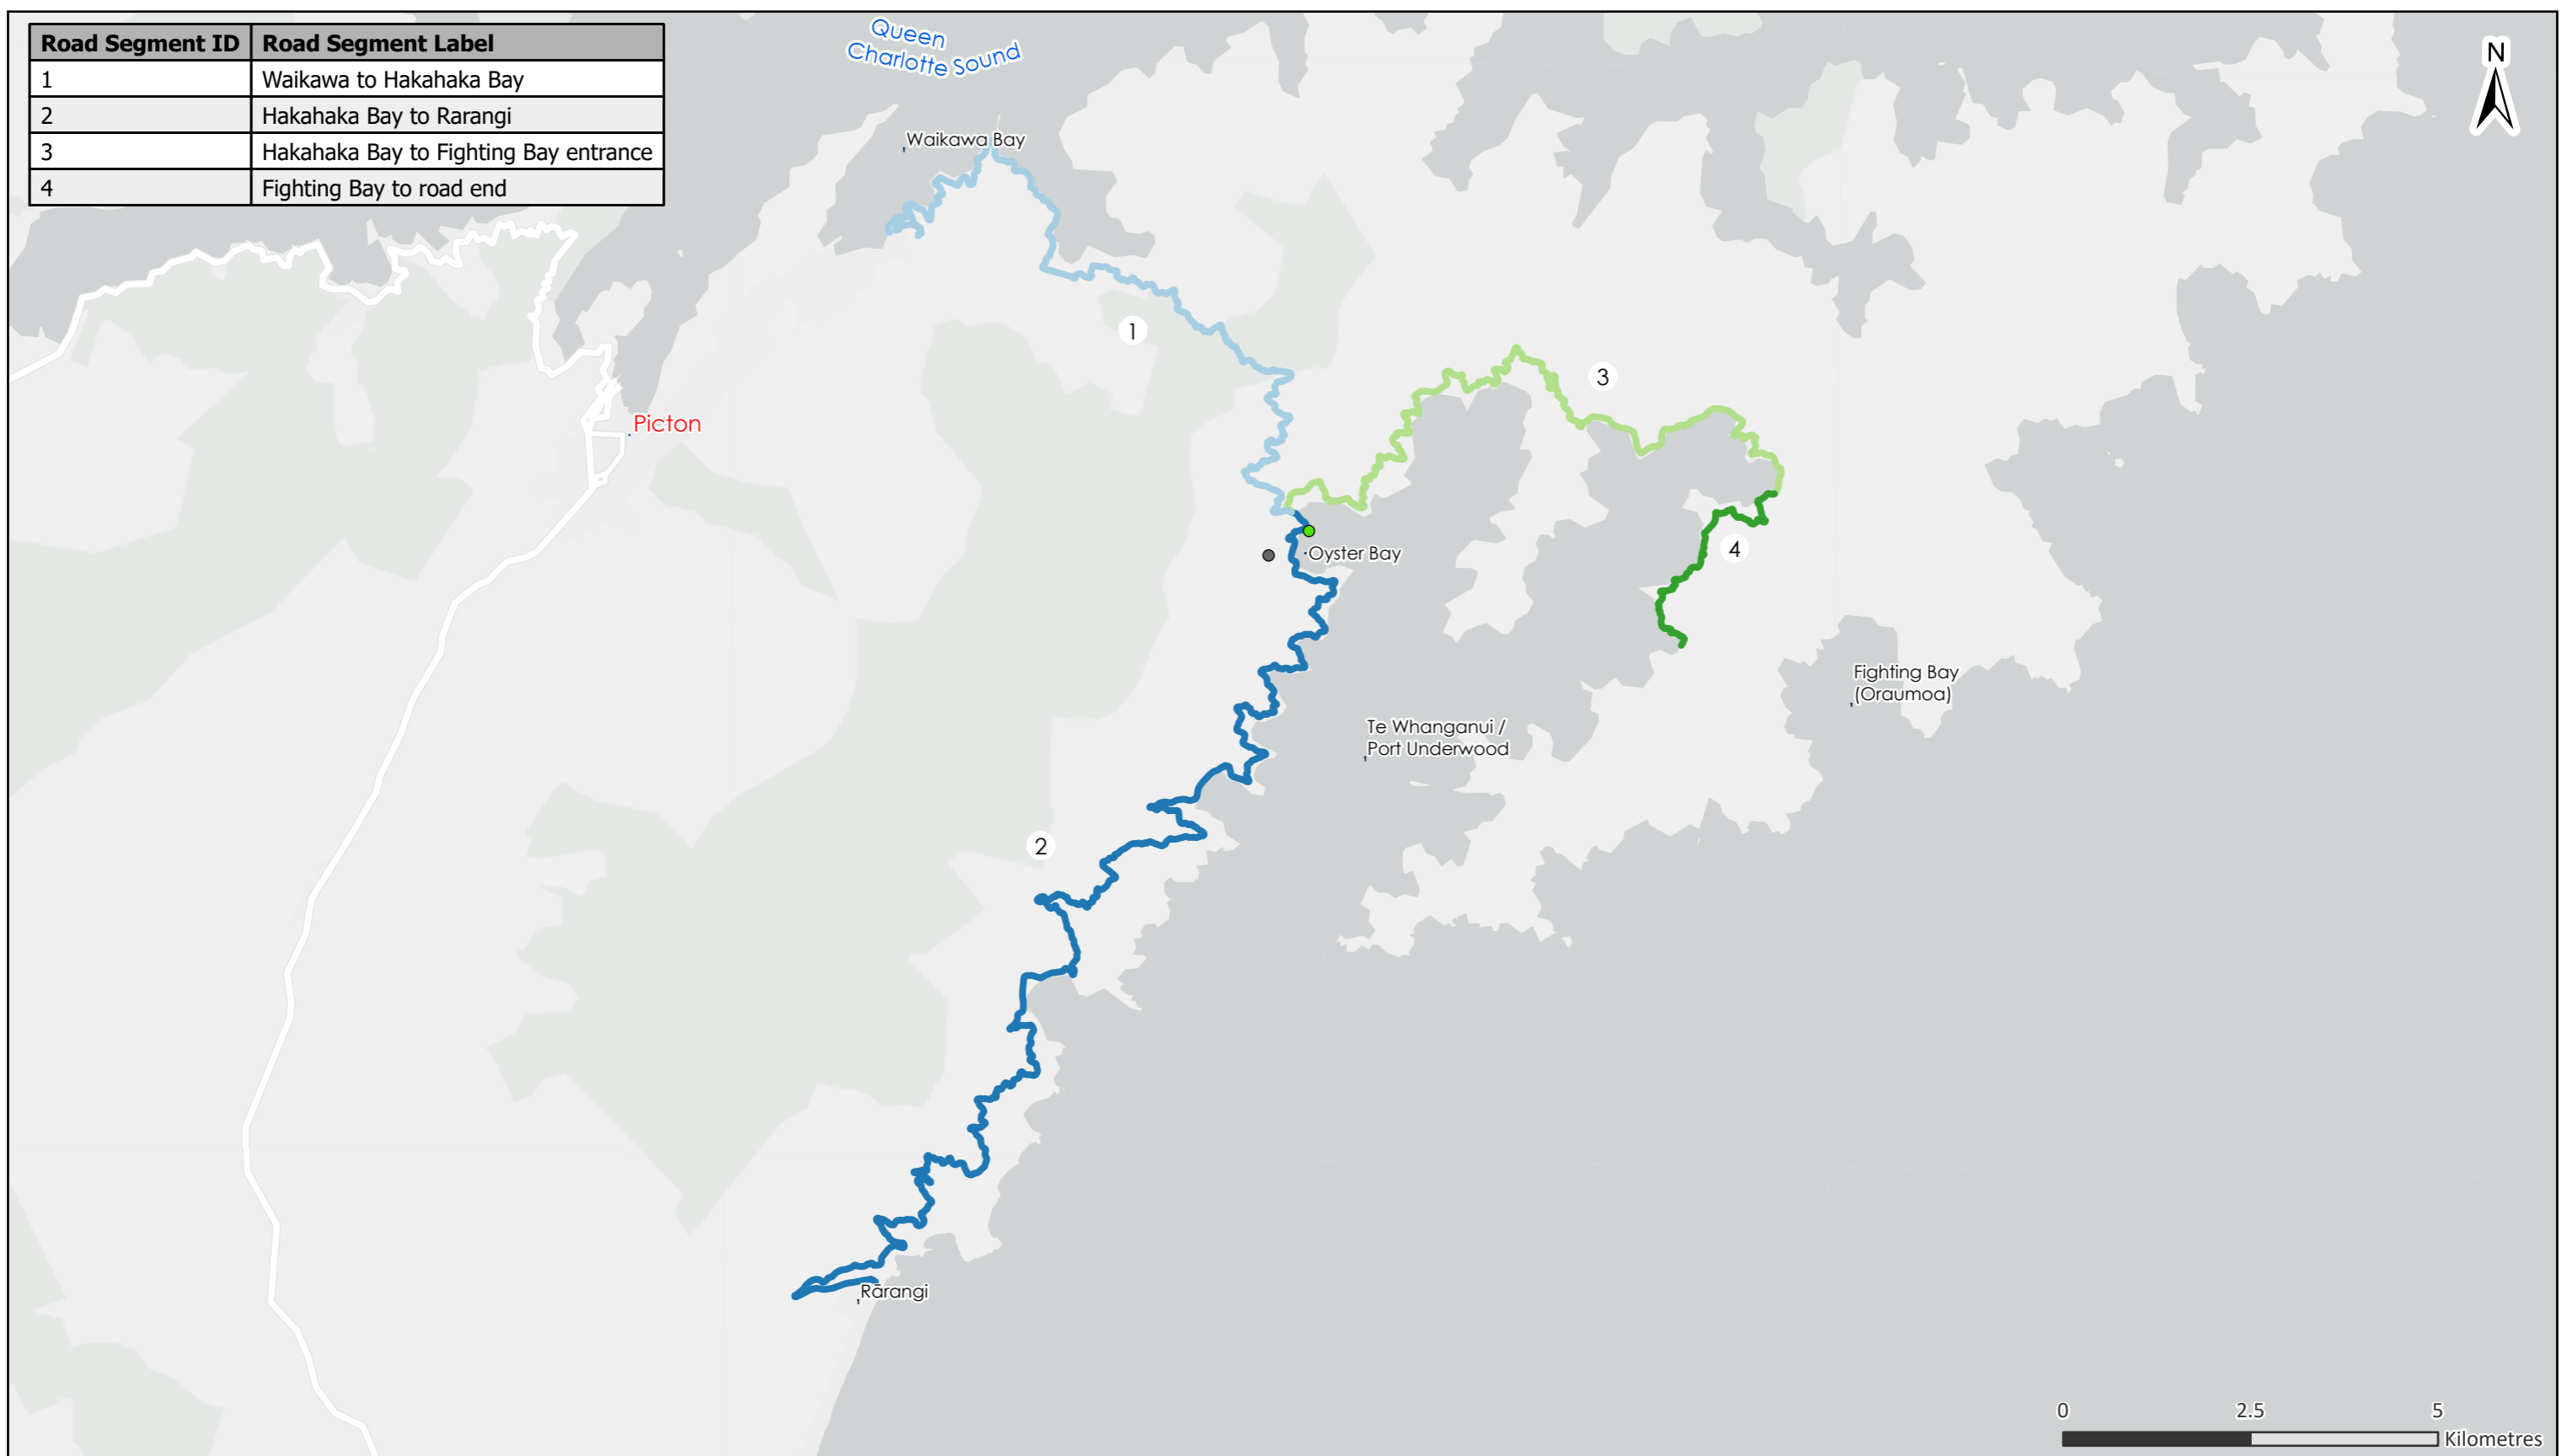 Road Segment ID Road Segment Label
1 Waikawa to Hakahaka Bay
2 Hakahaka Bay to Rarangi
3 Hakahaka Bay to Fighting Bay entrance
4 Fighting Bay to road end
Queen
Charlotte Sound
N
Waikawa Bay
1
3
Picton
Oyster Bay
4
Fighting Bay
(Oraumoa)
Te Whanganui /
Port Underwood
2
Rārangi
0 2.5 5
Kilometres